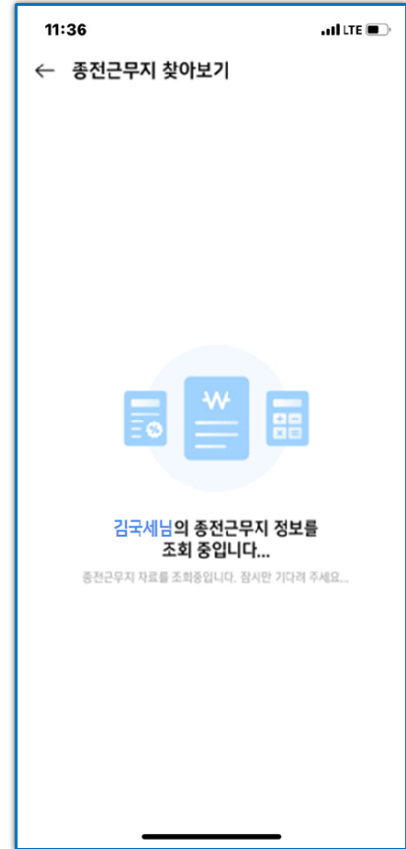 11:36 LTE
← 종전근무지 찾아보기
₩
%
김국세님의 종전근무지 정보를
조회 중입니다...
종전근무지 자료를 조회중입니다. 잠시만 기다려 주세요...